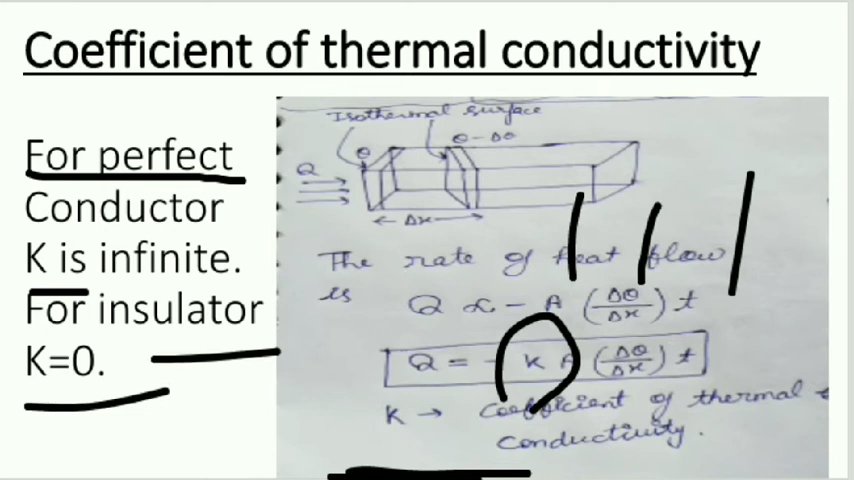 Coefficient of thermal conductivity
For perfect
Conductor
K is infinite.
For insulator
K=0.
Isothermal surface
θ
θ-Δθ
Q
← Δx →
The rate of heat flow
is Q ∝ - A (Δθ/Δx) t
Q = - K A (Δθ/Δx) t
K → Coefficient of thermal
conductivity.